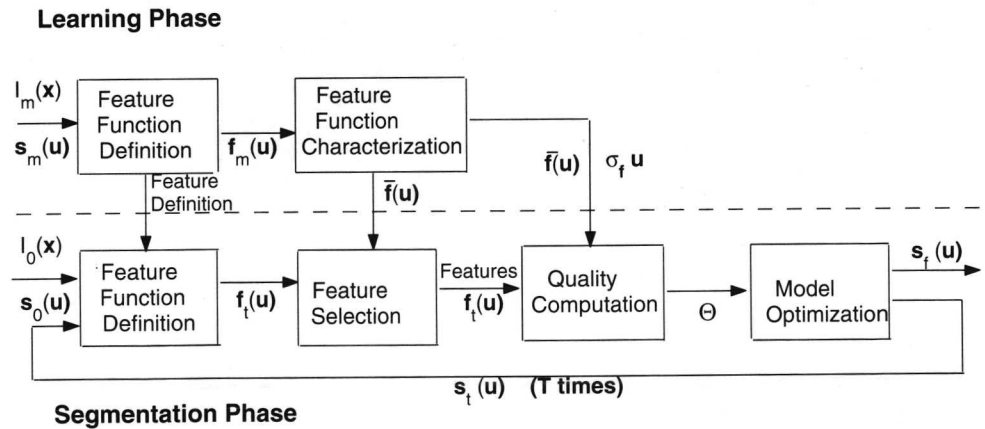 Learning Phase
I_m(x)
s_m(u)
Feature
Function
Definition
f_m(u)
Feature
Function
Characterization
f̄(u)
σ_f u
Feature
Definition
f̄(u)
I_0(x)
s_0(u)
Feature
Function
Definition
f_t(u)
Feature
Selection
Features
f_t(u)
Quality
Computation
Θ
Model
Optimization
s_f (u)
s_t (u) (T times)
Segmentation Phase